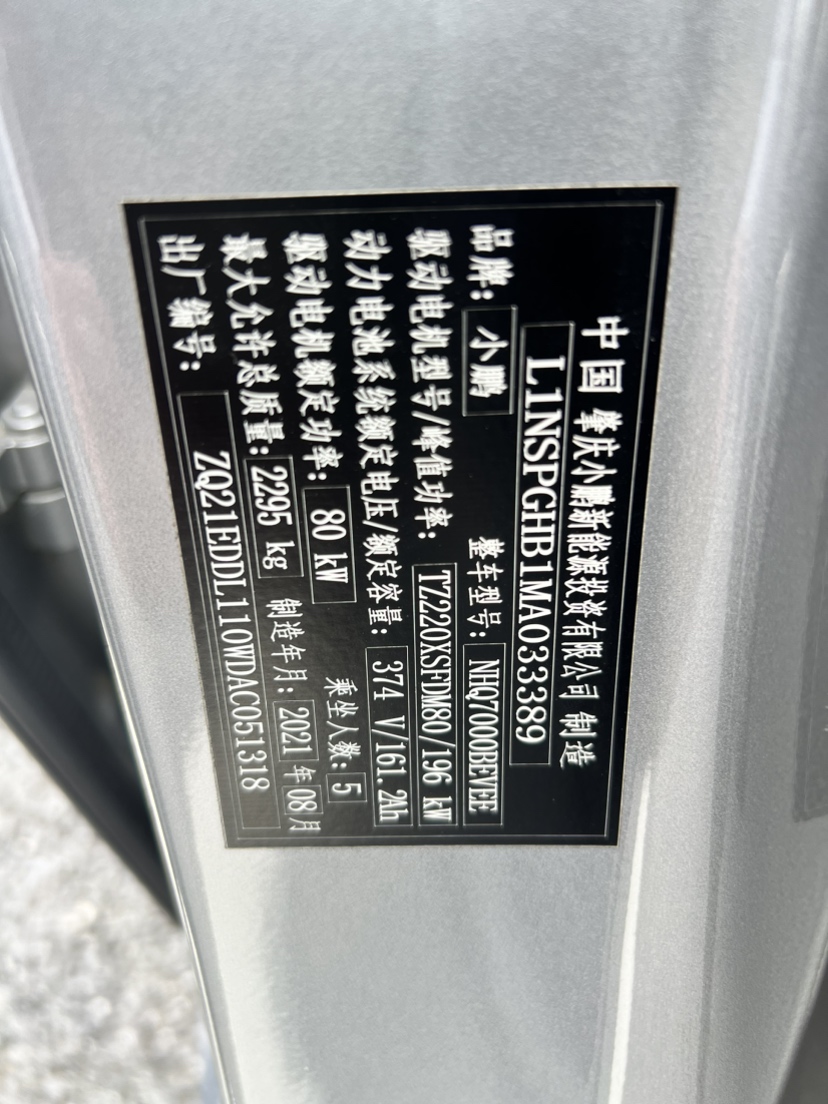 中国 肇庆小鹏新能源投资有限公司 制造
L1NSPGHB1MA033389
品牌: 小鹏 整车型号: NHQ7000BEVEE
驱动电机型号/峰值功率: TZ220XSFDM80/196 kW
动力电池系统额定电压/额定容量: 374 V/161.2Ah
驱动电机额定功率: 80 kW 乘坐人数: 5
最大允许总质量: 2295 kg 制造年月: 2021 年 08 月
出厂编号: ZQ21EDDL110WDAC051318